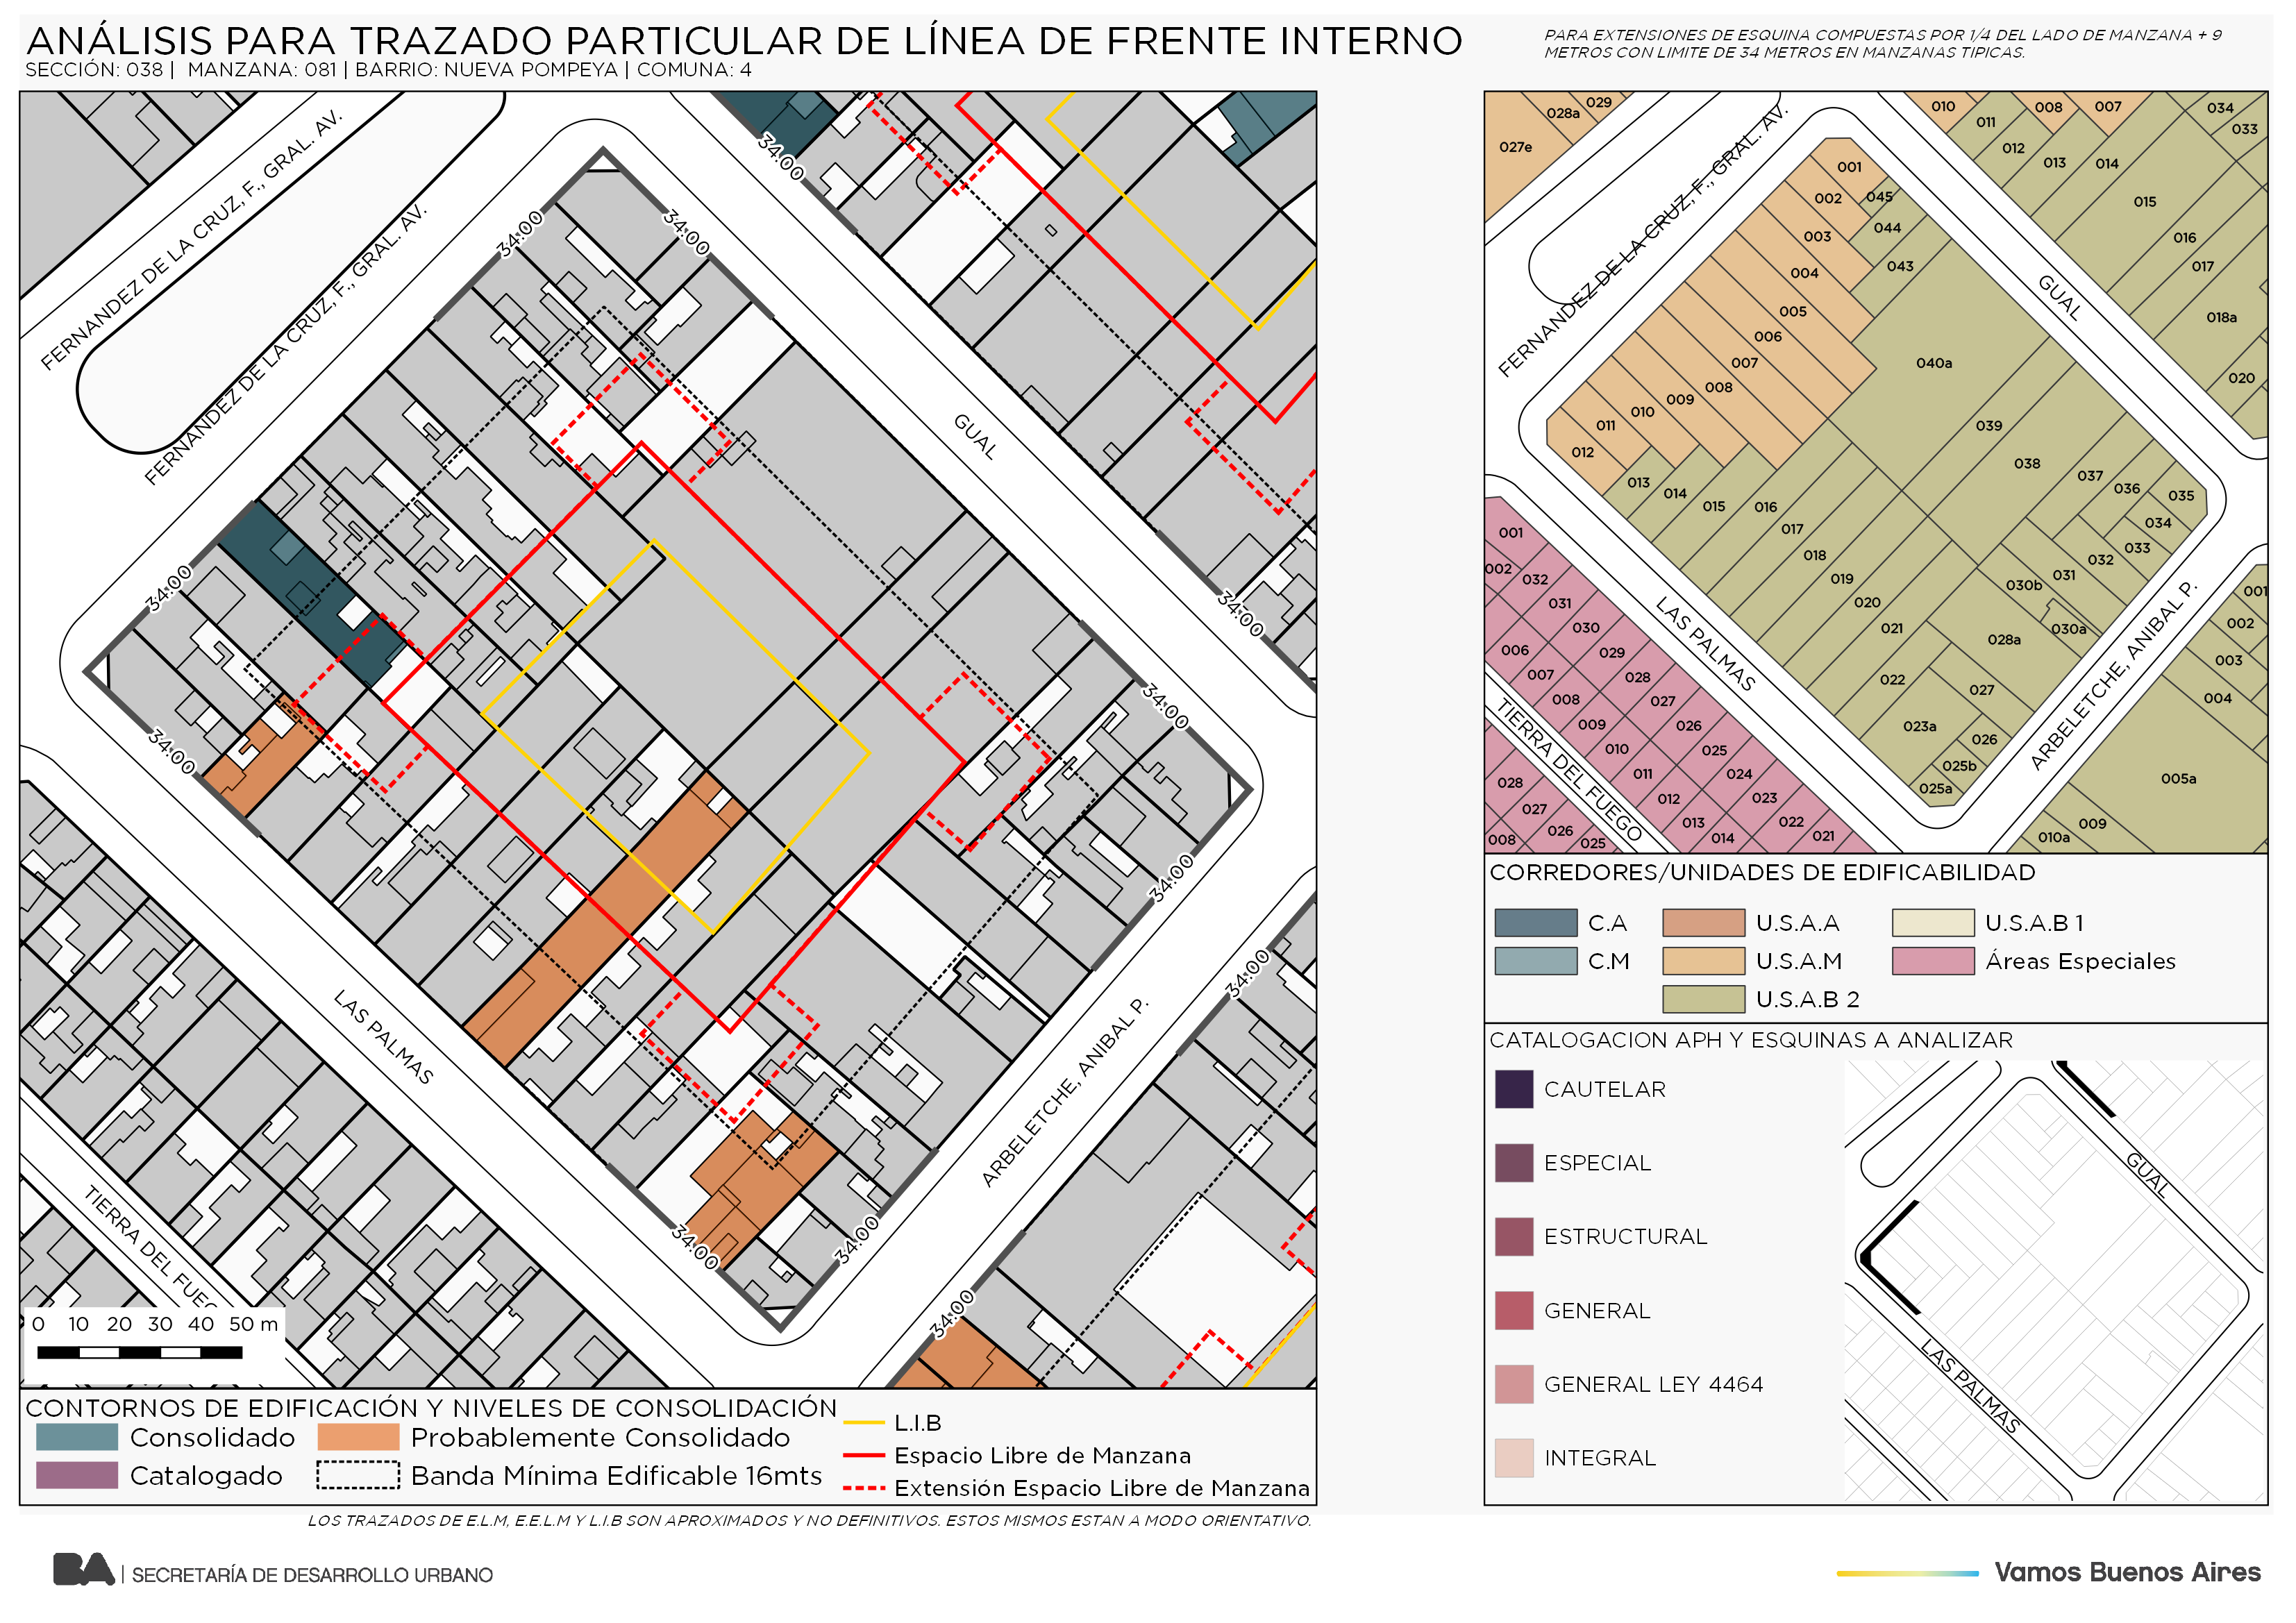 ANÁLISIS PARA TRAZADO PARTICULAR DE LÍNEA DE FRENTE INTERNO
SECCIÓN: 038 | MANZANA: 081 | BARRIO: NUEVA POMPEYA | COMUNA: 4
PARA EXTENSIONES DE ESQUINA COMPUESTAS POR 1/4 DEL LADO DE MANZANA + 9
METROS CON LIMITE DE 34 METROS EN MANZANAS TIPICAS.
FERNANDEZ DE LA CRUZ, F., GRAL. AV.
FERNANDEZ DE LA CRUZ, F., GRAL. AV.
GUAL
LAS PALMAS
ARBELETCHE, ANIBAL P.
TIERRA DEL FUEG
34:00
34:00
34:00
34:00
34:00
34:00
34:00
34:00
34:00
34:00
34:00
34:00
0 10 20 30 40 50 m
CONTORNOS DE EDIFICACIÓN Y NIVELES DE CONSOLIDACIÓN
Consolidado
Catalogado
Probablemente Consolidado
Banda Mínima Edificable 16mts
L.I.B
Espacio Libre de Manzana
Extensión Espacio Libre de Manzana
LOS TRAZADOS DE E.L.M, E.E.L.M Y L.I.B SON APROXIMADOS Y NO DEFINITIVOS. ESTOS MISMOS ESTAN A MODO ORIENTATIVO.
FERNANDEZ DE LA CRUZ, F., GRAL. AV.
GUAL
LAS PALMAS
TIERRA DEL FUEGO
ARBELETCHE, ANIBAL P.
027e
028a
029
001
002
003
004
005
006
007
008
009
010
011
012
013
014
015
016
017
018
019
020
021
022
023a
025a
025b
026
027
028a
030a
030b
031
032
033
034
035
036
037
038
039
040a
043
044
045
010
011
012
013
008
007
014
015
016
017
018a
020
034
033
001
002
003
004
005a
009
010a
001
002
032
031
030
029
028
027
026
025
024
023
022
021
006
007
008
009
010
011
012
013
014
028
027
026
025
008
CORREDORES/UNIDADES DE EDIFICABILIDAD
C.A
C.M
U.S.A.A
U.S.A.M
U.S.A.B 2
U.S.A.B 1
Áreas Especiales
CATALOGACION APH Y ESQUINAS A ANALIZAR
CAUTELAR
ESPECIAL
ESTRUCTURAL
GENERAL
GENERAL LEY 4464
INTEGRAL
GUAL
LAS PALMAS
BA | SECRETARÍA DE DESARROLLO URBANO
Vamos Buenos Aires